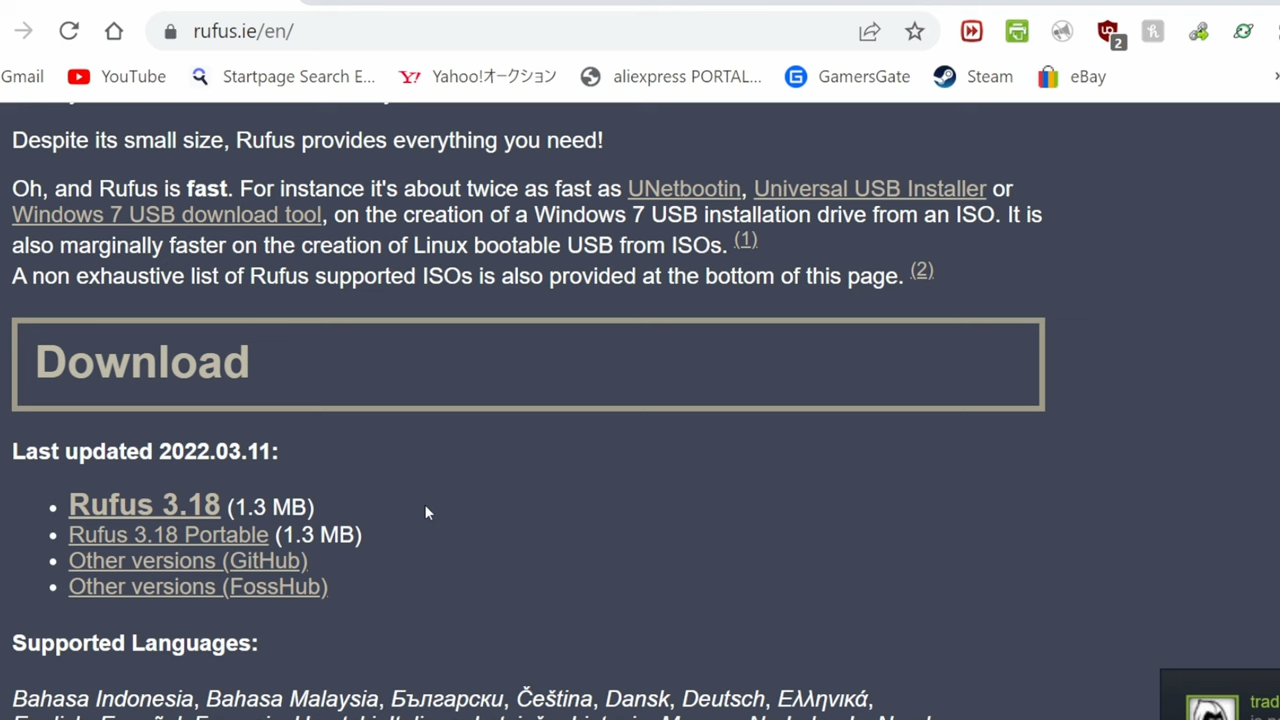 rufus.ie/en/
2
Gmail YouTube Startpage Search E... Yahoo!オークション aliexpress PORTAL... GamersGate Steam eBay
Despite its small size, Rufus provides everything you need!
Oh, and Rufus is fast. For instance it's about twice as fast as UNetbootin, Universal USB Installer or
Windows 7 USB download tool, on the creation of a Windows 7 USB installation drive from an ISO. It is
also marginally faster on the creation of Linux bootable USB from ISOs. (1)
A non exhaustive list of Rufus supported ISOs is also provided at the bottom of this page. (2)
Download
Last updated 2022.03.11:
• Rufus 3.18 (1.3 MB)
• Rufus 3.18 Portable (1.3 MB)
• Other versions (GitHub)
• Other versions (FossHub)
Supported Languages:
Bahasa Indonesia, Bahasa Malaysia, Български, Čeština, Dansk, Deutsch, Ελληνικά,
trad